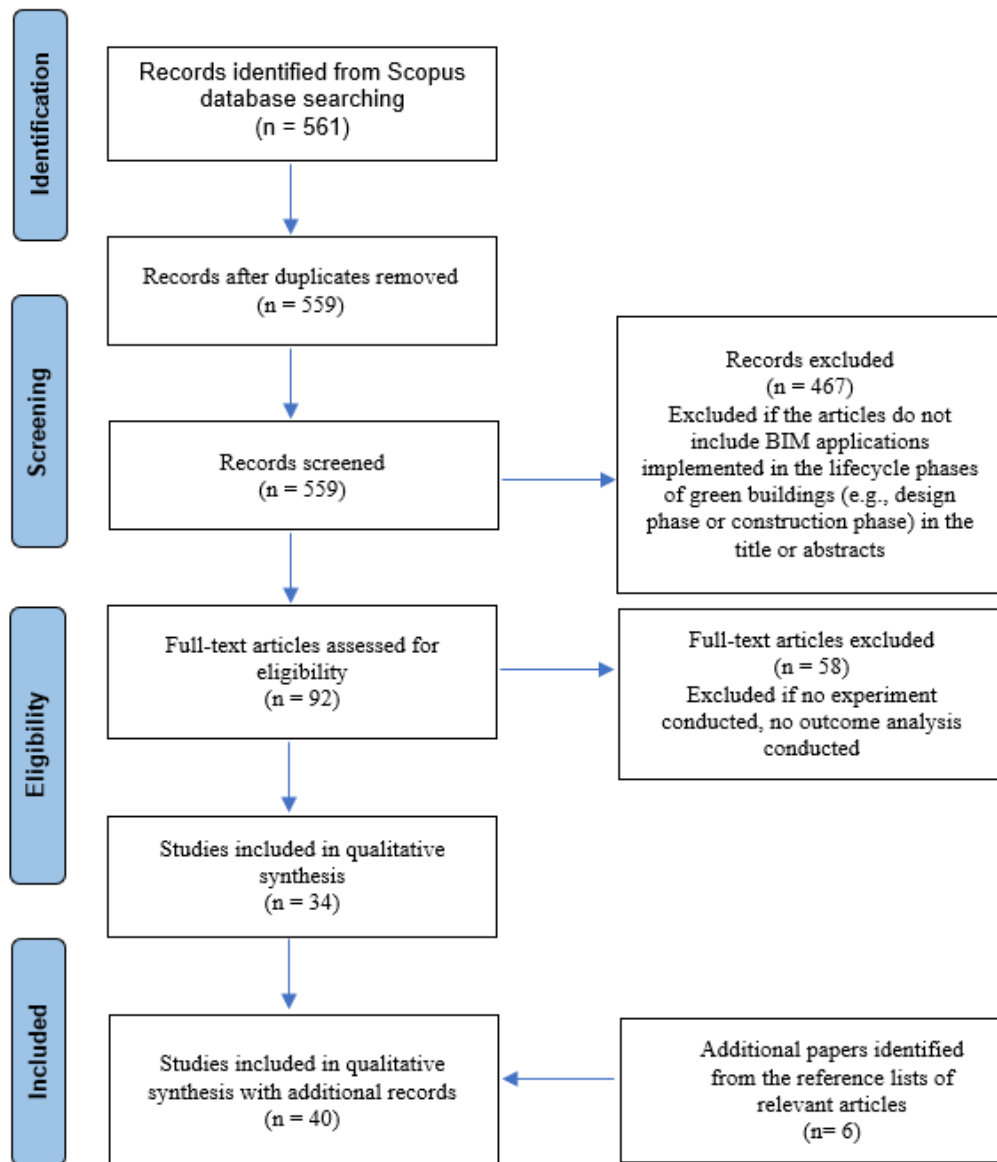 Identification
Records identified from Scopus
database searching
(n = 561)
Records after duplicates removed
(n = 559)
Screening
Records screened
(n = 559)
Records excluded
(n = 467)
Excluded if the articles do not
include BIM applications
implemented in the lifecycle phases
of green buildings (e.g., design
phase or construction phase) in the
title or abstracts
Eligibility
Full-text articles assessed for
eligibility
(n = 92)
Full-text articles excluded
(n = 58)
Excluded if no experiment
conducted, no outcome analysis
conducted
Studies included in qualitative
synthesis
(n = 34)
Included
Studies included in qualitative
synthesis with additional records
(n = 40)
Additional papers identified
from the reference lists of
relevant articles
(n= 6)